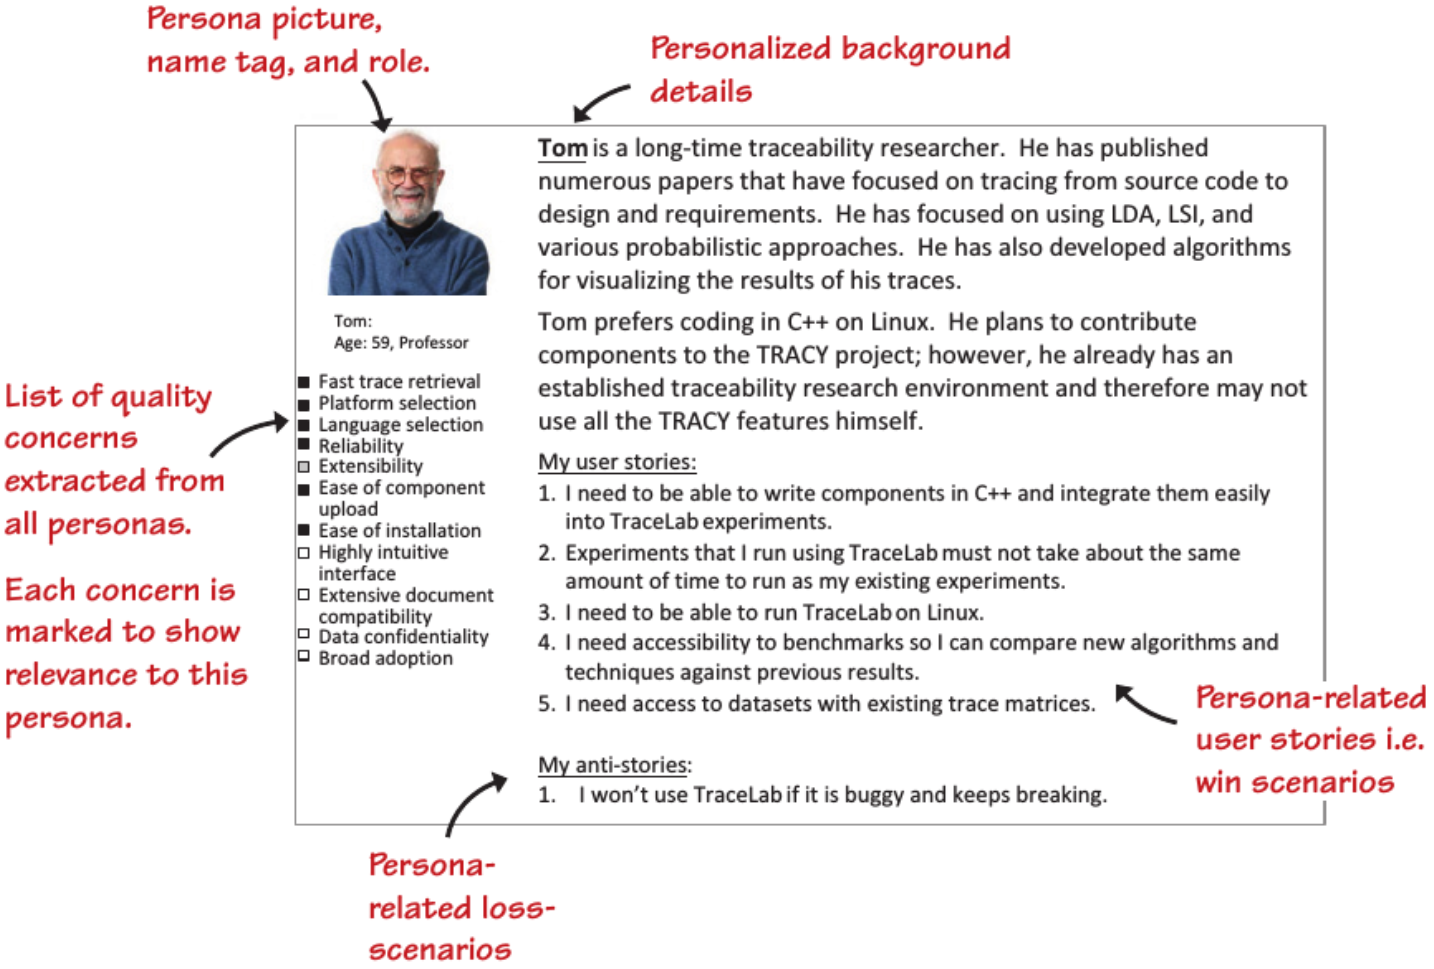 Persona picture,
name tag, and role.
Personalized background
details
Tom is a long-time traceability researcher. He has published
numerous papers that have focused on tracing from source code to
design and requirements. He has focused on using LDA, LSI, and
various probabilistic approaches. He has also developed algorithms
for visualizing the results of his traces.
Tom prefers coding in C++ on Linux. He plans to contribute
components to the TRACY project; however, he already has an
established traceability research environment and therefore may not
use all the TRACY features himself.
My user stories:
1. I need to be able to write components in C++ and integrate them easily
into TraceLab experiments.
2. Experiments that I run using TraceLab must not take about the same
amount of time to run as my existing experiments.
3. I need to be able to run TraceLab on Linux.
4. I need accessibility to benchmarks so I can compare new algorithms and
techniques against previous results.
5. I need access to datasets with existing trace matrices.
My anti-stories:
1. I won't use TraceLab if it is buggy and keeps breaking.
Tom:
Age: 59, Professor
Fast trace retrieval
Platform selection
Language selection
Reliability
Extensibility
Ease of component
upload
Ease of installation
Highly intuitive
interface
Extensive document
compatibility
Data confidentiality
Broad adoption
List of quality
concerns
extracted from
all personas.
Each concern is
marked to show
relevance to this
persona.
Persona-related
user stories i.e.
win scenarios
Persona-
related loss-
scenarios